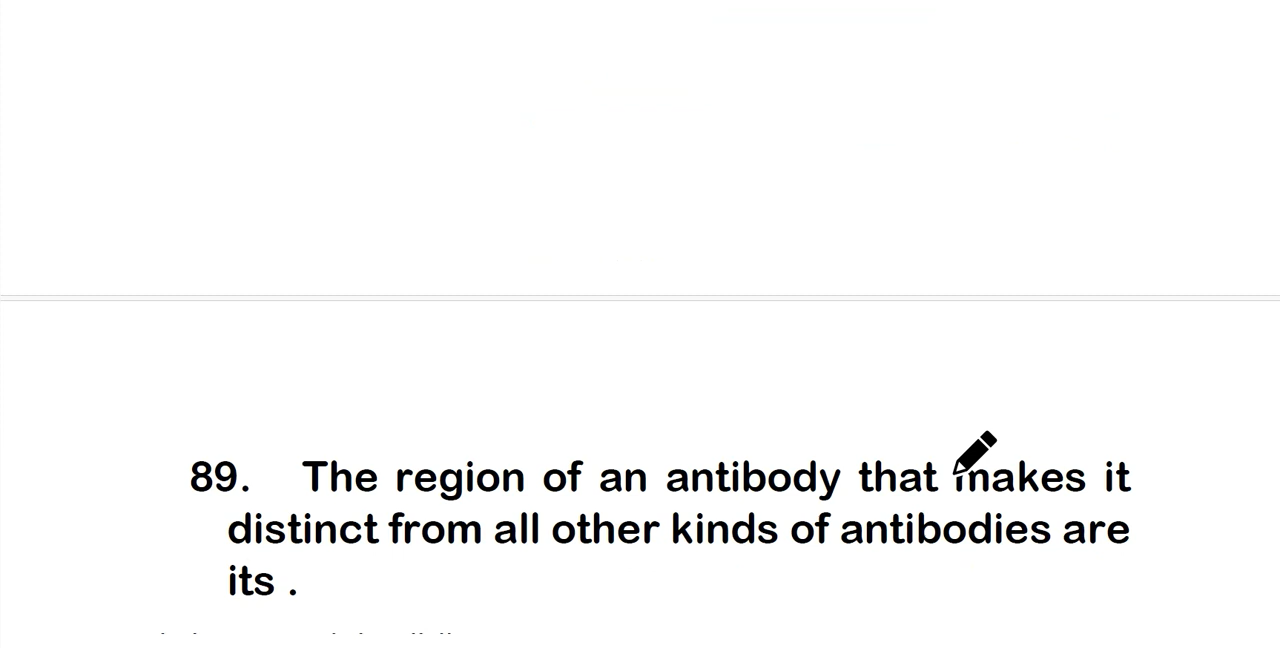 89. The region of an antibody that makes it
distinct from all other kinds of antibodies are
its .